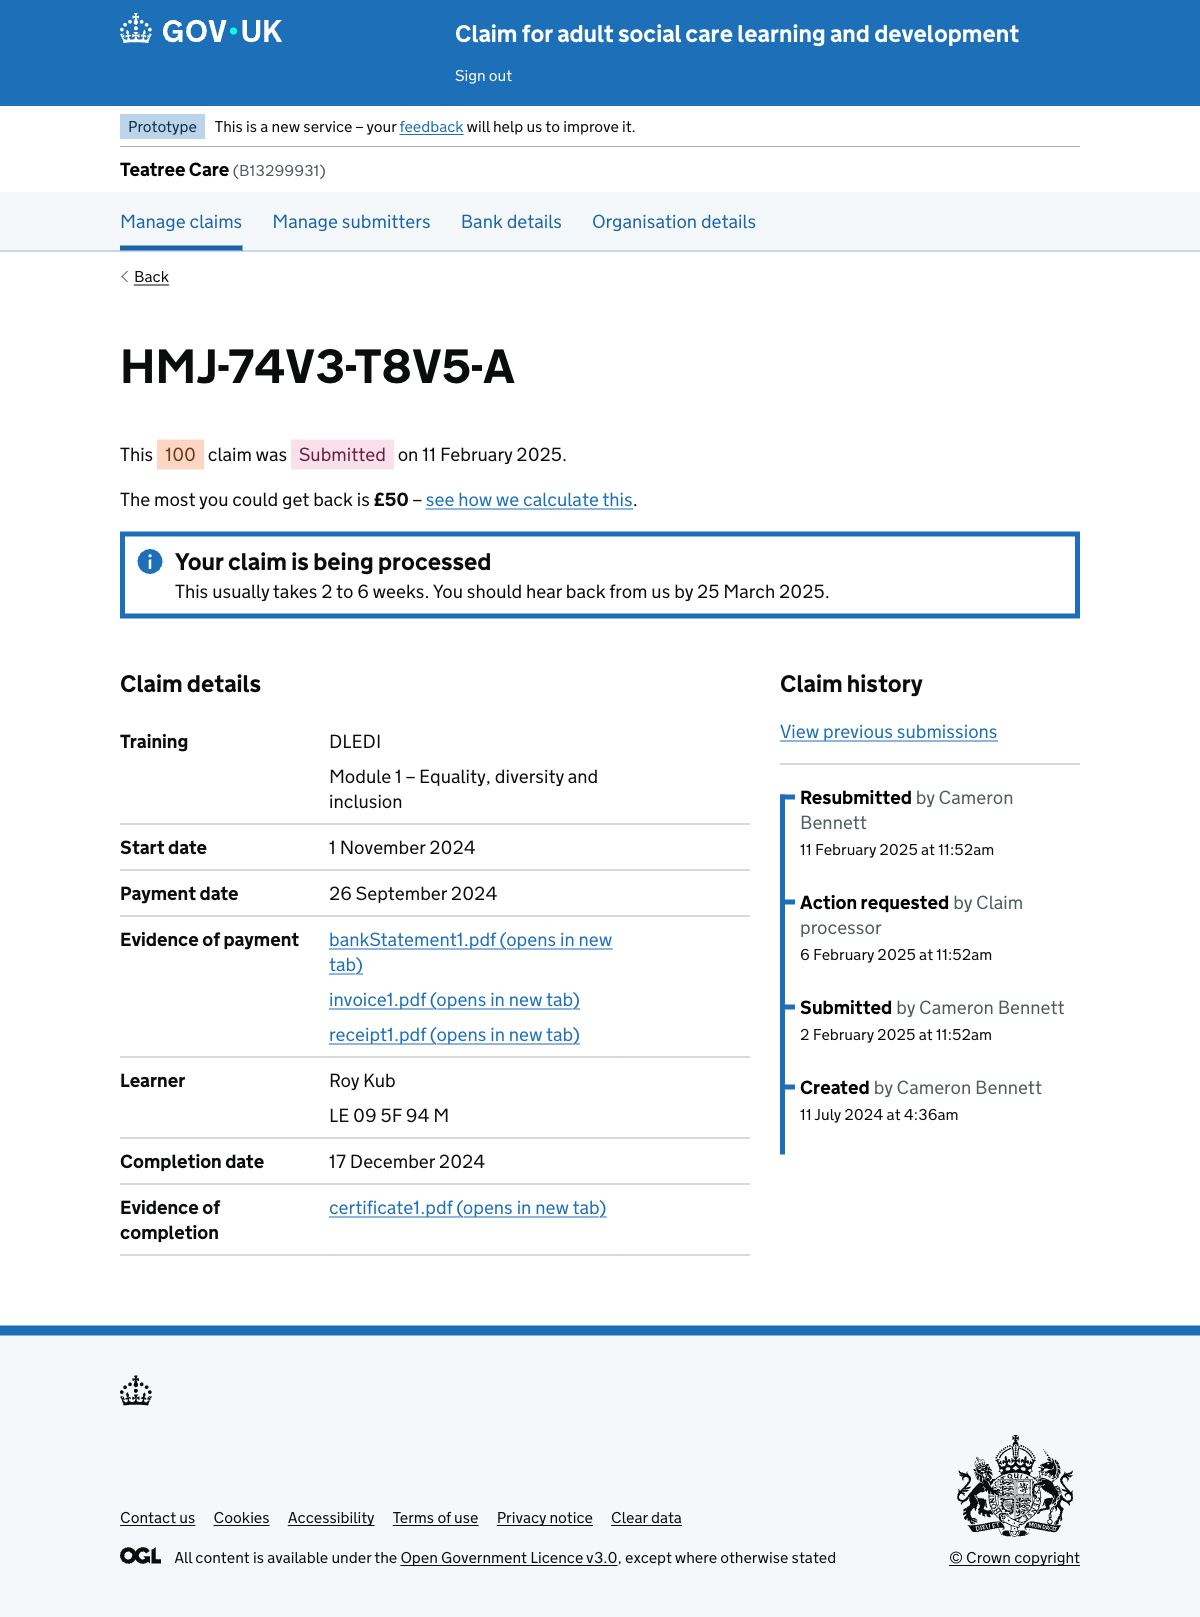 GOV·UK
Claim for adult social care learning and development
Sign out
Prototype This is a new service – your feedback will help us to improve it.
Teatree Care (B13299931)
Manage claims Manage submitters Bank details Organisation details
Back
HMJ-74V3-T8V5-A
This 100 claim was Submitted on 11 February 2025.
The most you could get back is £50 – see how we calculate this.
Your claim is being processed
This usually takes 2 to 6 weeks. You should hear back from us by 25 March 2025.
Claim details
Training DLEDI
Module 1 – Equality, diversity and
inclusion
Start date 1 November 2024
Payment date 26 September 2024
Evidence of payment bankStatement1.pdf (opens in new
tab)
invoice1.pdf (opens in new tab)
receipt1.pdf (opens in new tab)
Learner Roy Kub
LE 09 5F 94 M
Completion date 17 December 2024
Evidence of certificate1.pdf (opens in new tab)
completion
Claim history
View previous submissions
Resubmitted by Cameron
Bennett
11 February 2025 at 11:52am
Action requested by Claim
processor
6 February 2025 at 11:52am
Submitted by Cameron Bennett
2 February 2025 at 11:52am
Created by Cameron Bennett
11 July 2024 at 4:36am
Contact us Cookies Accessibility Terms of use Privacy notice Clear data
OGL All content is available under the Open Government Licence v3.0, except where otherwise stated
© Crown copyright